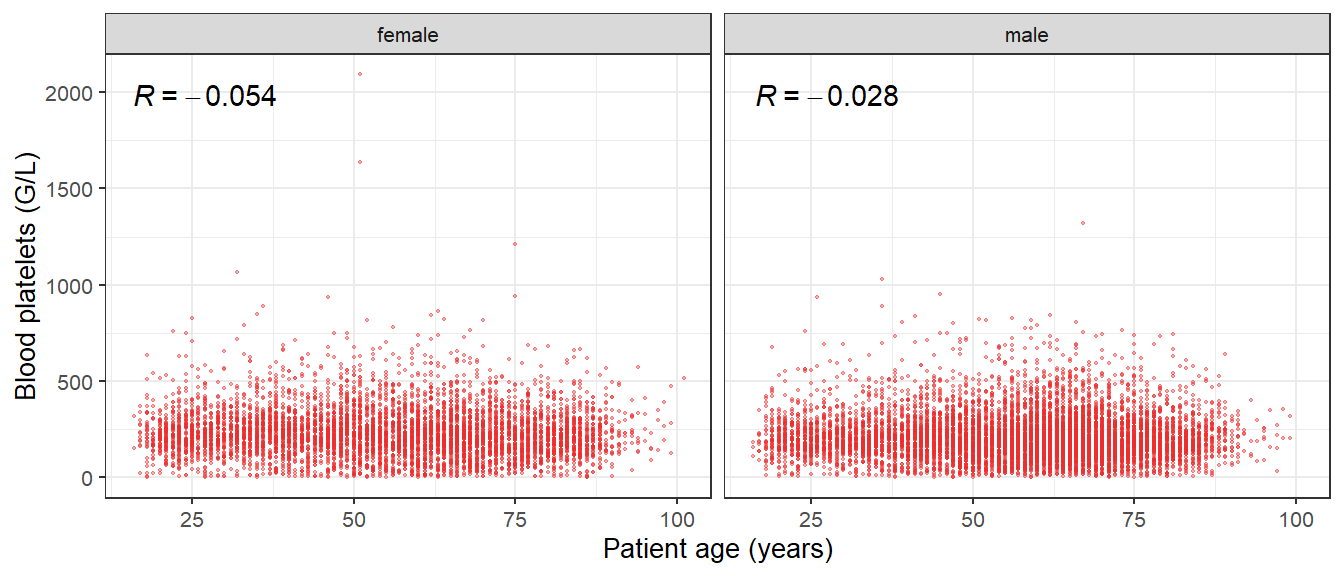 female
male
R = −0.054
R = −0.028
Blood platelets (G/L)
2000
1500
1000
500
0
25 50 75 100
25 50 75 100
Patient age (years)